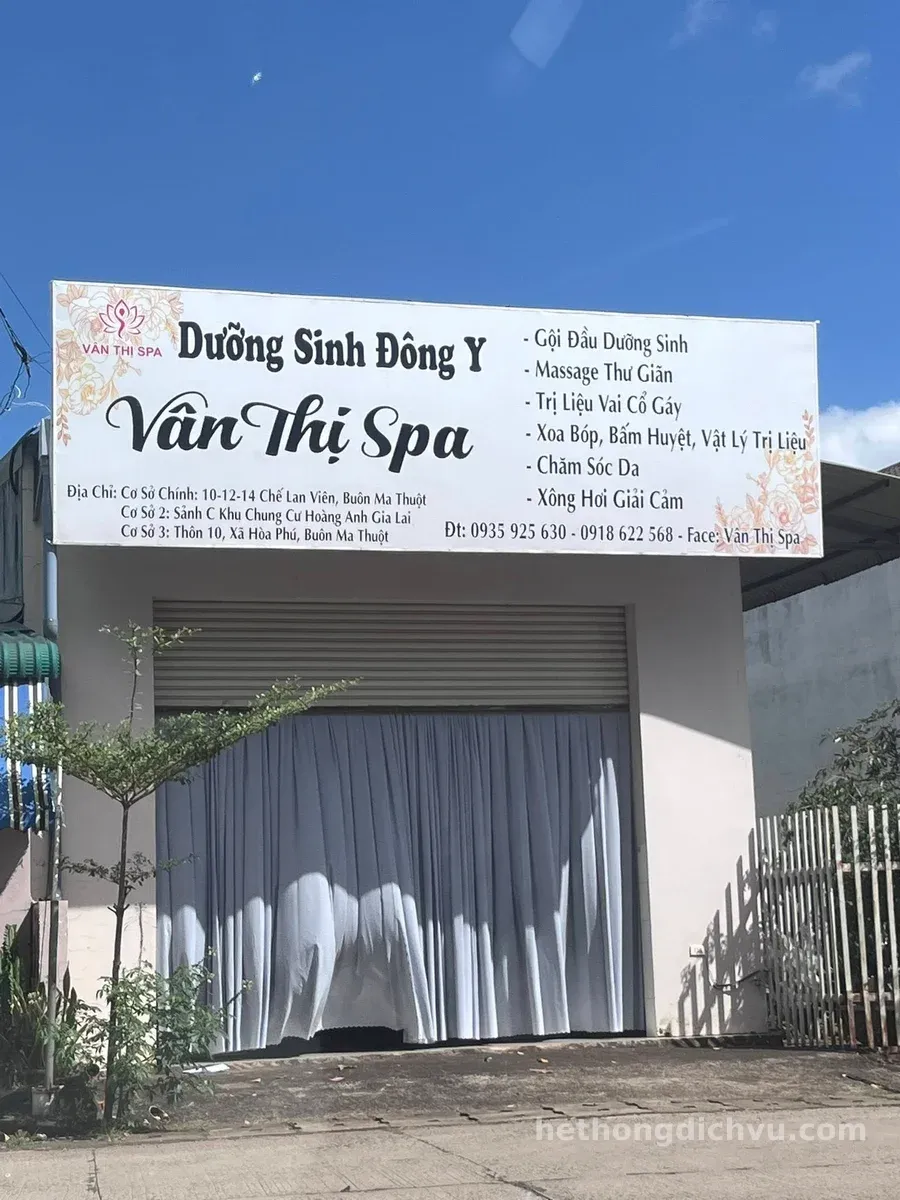 VÂN THỊ SPA
Dưỡng Sinh Đông Y
Vân Thị Spa
Địa Chỉ: Cơ Sở Chính: 10-12-14 Chế Lan Viên, Buôn Ma Thuột
Cơ Sở 2: Sảnh C Khu Chung Cư Hoàng Anh Gia Lai
Cơ Sở 3: Thôn 10, Xã Hòa Phú, Buôn Ma Thuột
- Gội Đầu Dưỡng Sinh
- Massage Thư Giãn
- Trị Liệu Vai Cổ Gáy
- Xoa Bóp, Bấm Huyệt, Vật Lý Trị Liệu
- Chăm Sóc Da
- Xông Hơi Giải Cảm
Đt: 0935 925 630 - 0918 622 568 - Face: Vân Thị Spa
hethongdichvu.com